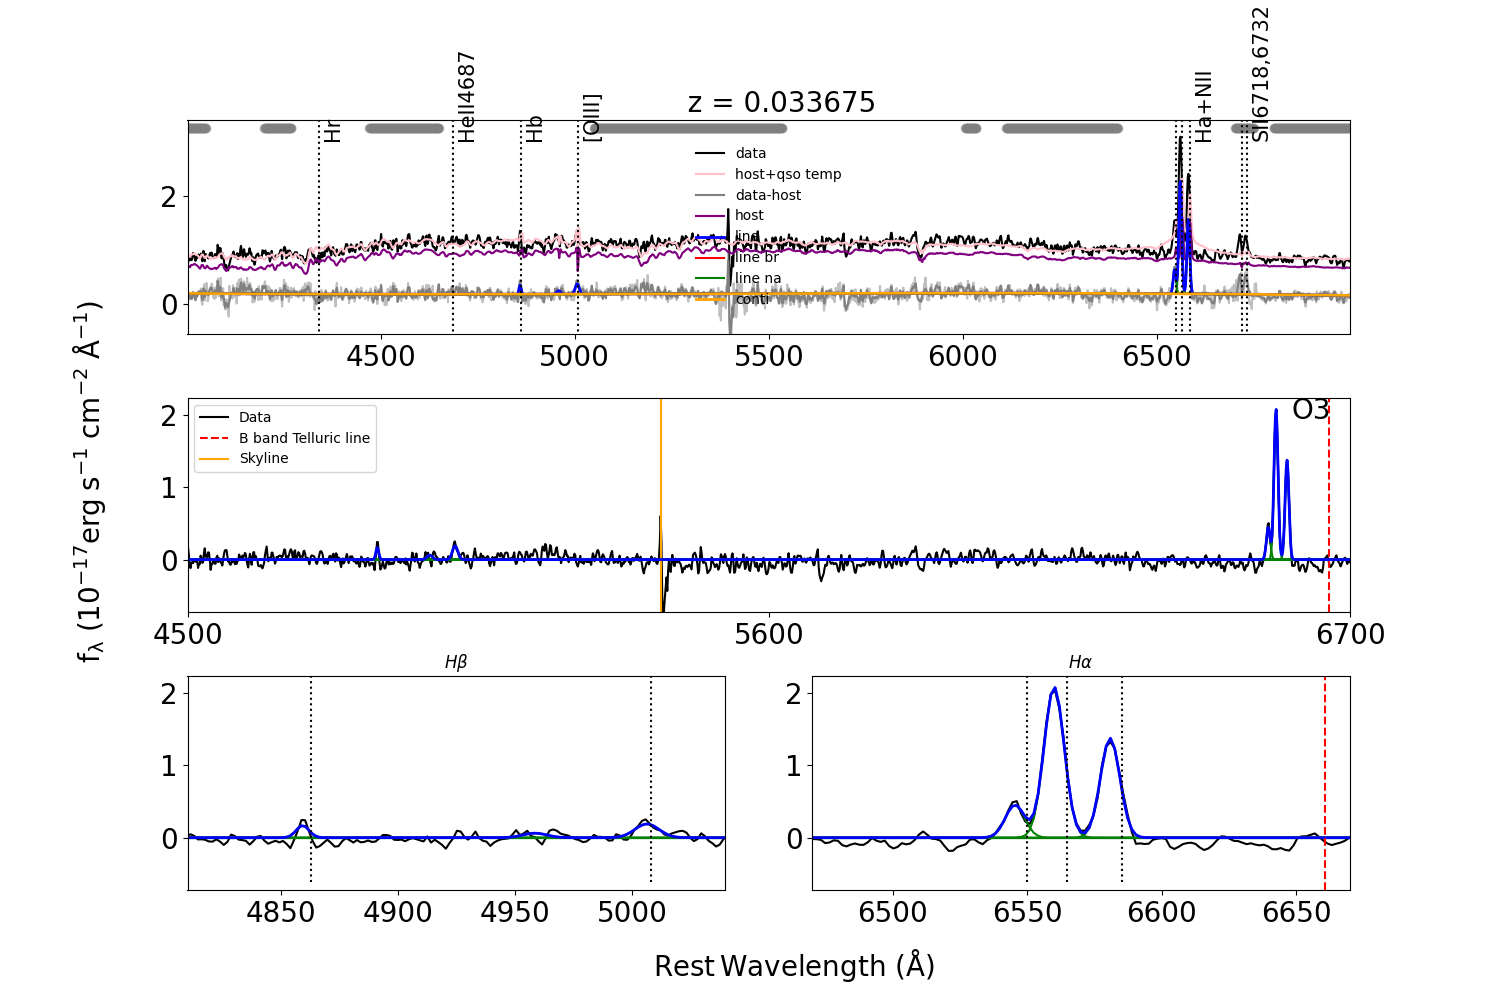 z = 0.033675
Hr
HeII4687
Hb
[OIII]
Ha+NII
SII6718,6732
data
host+qso temp
data-host
host
line
line br
line na
conti
2
0
4500 5000 5500 6000 6500
fλ (10⁻¹⁷erg s⁻¹ cm⁻² Å⁻¹)
Data
B band Telluric line
Skyline
O3
2
1
0
4500 5600 6700
Hβ
2
1
0
4850 4900 4950 5000
Hα
2
1
0
6500 6550 6600 6650
Rest Wavelength (Å)